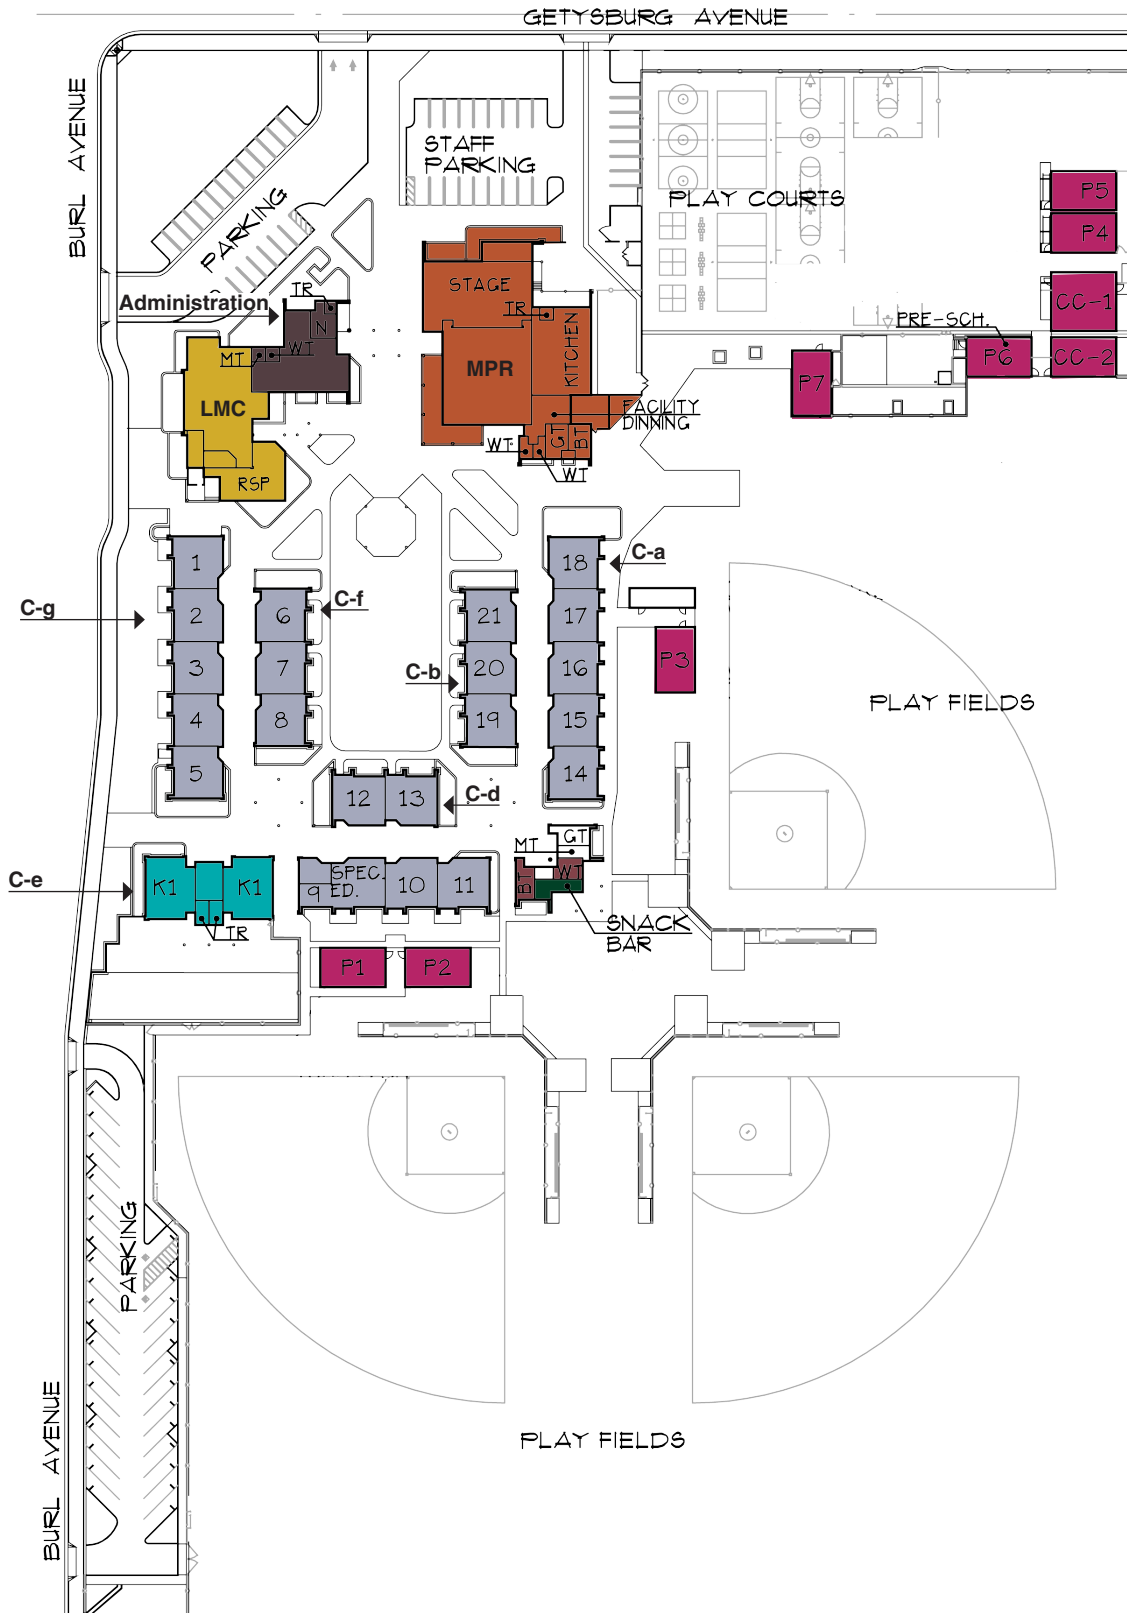 GETYSBURG AVENUE
BURL AVENUE
STAFF
PARKING
PARKING
PLAY COURTS
P5
P4
CC-1
PRE-SCH.
P6
CC-2
P7
Administration
TR
N
MT
WT
LMC
RSP
STAGE
TR
MPR
KITCHEN
FACILITY
DINNING
GT
BT
WT
WT
C-a
C-g
C-f
C-b
1
2
3
4
5
6
7
8
21
20
19
18
17
16
15
14
P3
PLAY FIELDS
12
13
C-d
C-e
K1
K1
TR
9
SPEC.
ED.
10
11
MT
GT
BT
WT
SNACK
BAR
P1
P2
PARKING
BURL AVENUE
PLAY FIELDS